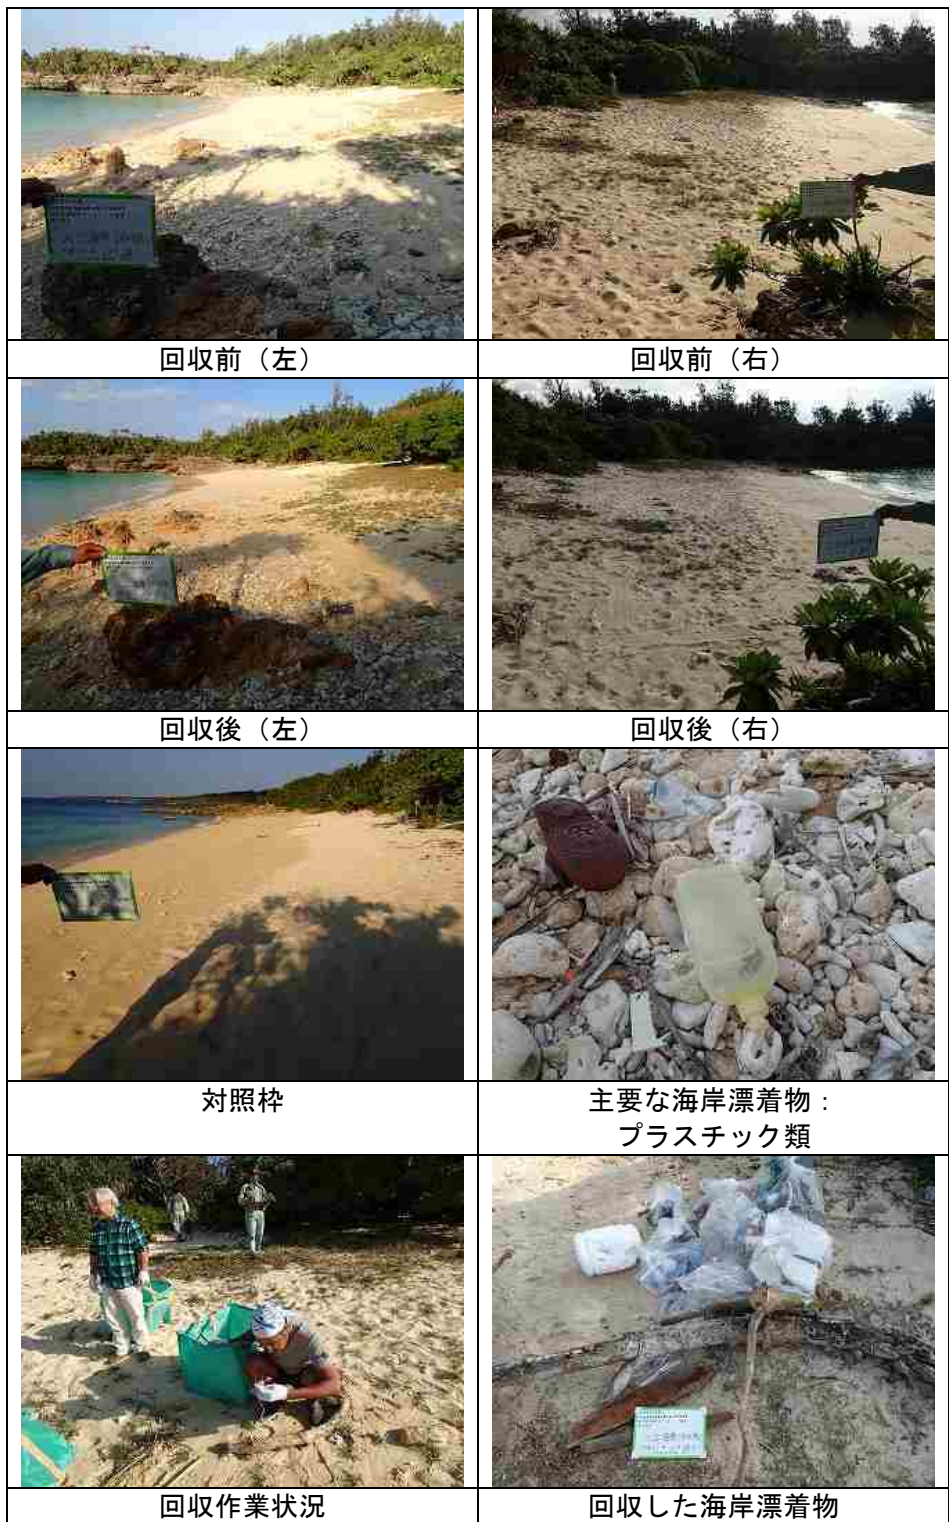 回収前（左）
回収前（右）
回収後（左）
回収後（右）
対照枠
主要な海岸漂着物：
プラスチック類
回収作業状況
回収した海岸漂着物